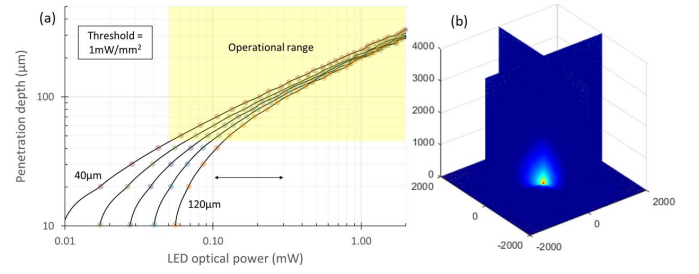 (a)
Threshold =
1mW/mm²
Operational range
Penetration depth (μm)
100
10
40μm
120μm
0.01
0.10
1.00
LED optical power (mW)
(b)
4000
3000
2000
1000
0
2000
0
-2000
-2000
0
2000